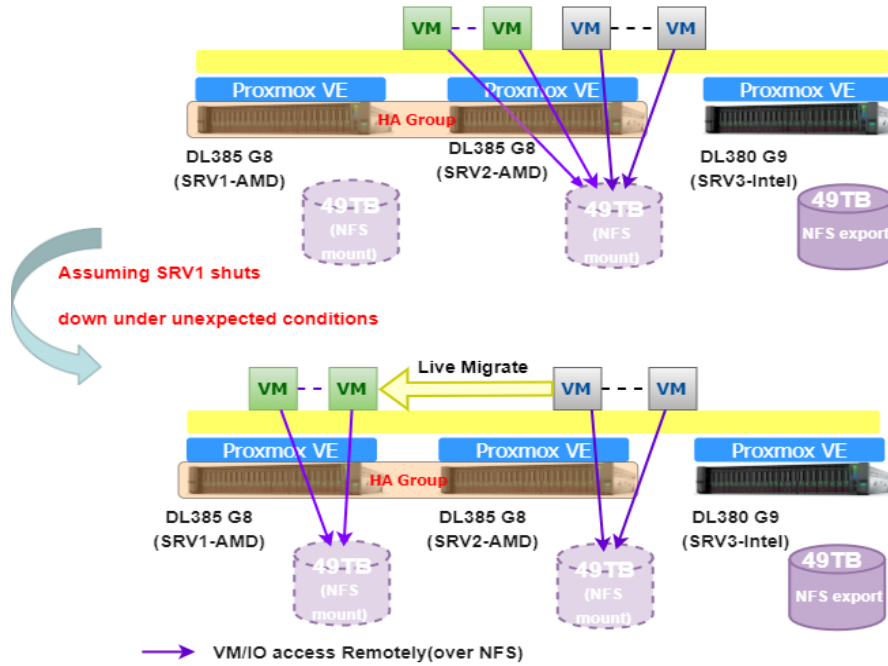 VM
VM
VM
VM
Proxmox VE
Proxmox VE
Proxmox VE
HA Group
DL385 G8
(SRV1-AMD)
DL385 G8
(SRV2-AMD)
DL380 G9
(SRV3-Intel)
49TB
(NFS
mount)
49TB
(NFS
mount)
49TB
NFS export
Assuming SRV1 shuts
down under unexpected conditions
Live Migrate
VM
VM
VM
VM
Proxmox VE
Proxmox VE
Proxmox VE
HA Group
DL385 G8
(SRV1-AMD)
DL385 G8
(SRV2-AMD)
DL380 G9
(SRV3-Intel)
49TB
(NFS
mount)
49TB
(NFS
mount)
49TB
NFS export
VM/IO access Remotely(over NFS)